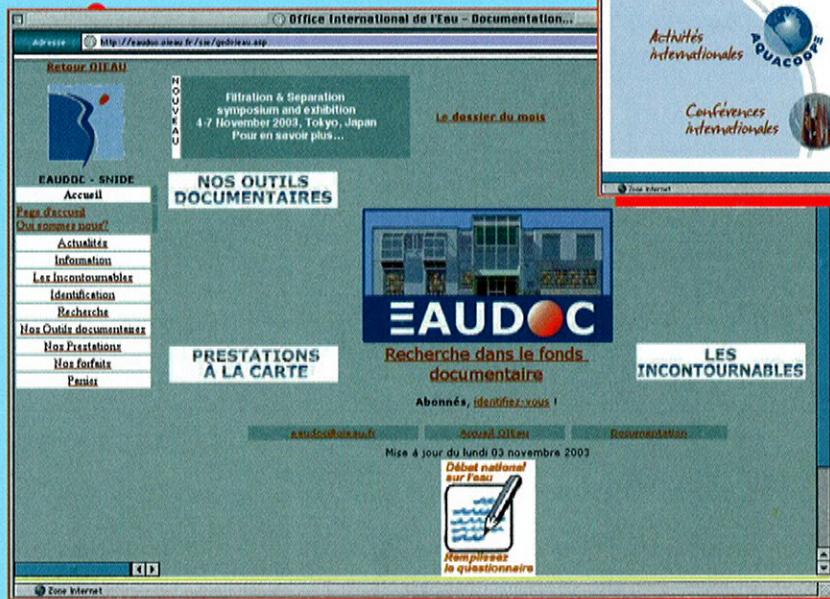 Office International de l'Eau – Documentation...
Adresse
http://eaudoc.oieau.fr/sie/gedoieau.asp
Retour OIEAU
NOUVEAU
Filtration & Separation
symposium and exhibition
4-7 November 2003, Tokyo, Japan
Pour en savoir plus...
Le dossier du mois
Activités
internationales
AQUACOOPE
Conférences
internationales
Zone Internet
EAUDOC - SNIDE
Accueil
Page d'accueil
Qui sommes nous?
Actualités
Information
Les Incontournables
Identification
Recherche
Nos Outils documentaires
Nos Prestations
Nos forfaits
Panier
NOS OUTILS
DOCUMENTAIRES
EAUDOC
PRESTATIONS
À LA CARTE
Recherche dans le fonds
documentaire
LES
INCONTOURNABLES
Abonnés, identifiez-vous !
eaudoc@oieau.fr
Accueil OIEau
Documentation
Mise à jour du lundi 03 novembre 2003
Débat national
sur l'eau
Remplissez
le questionnaire
Zone Internet